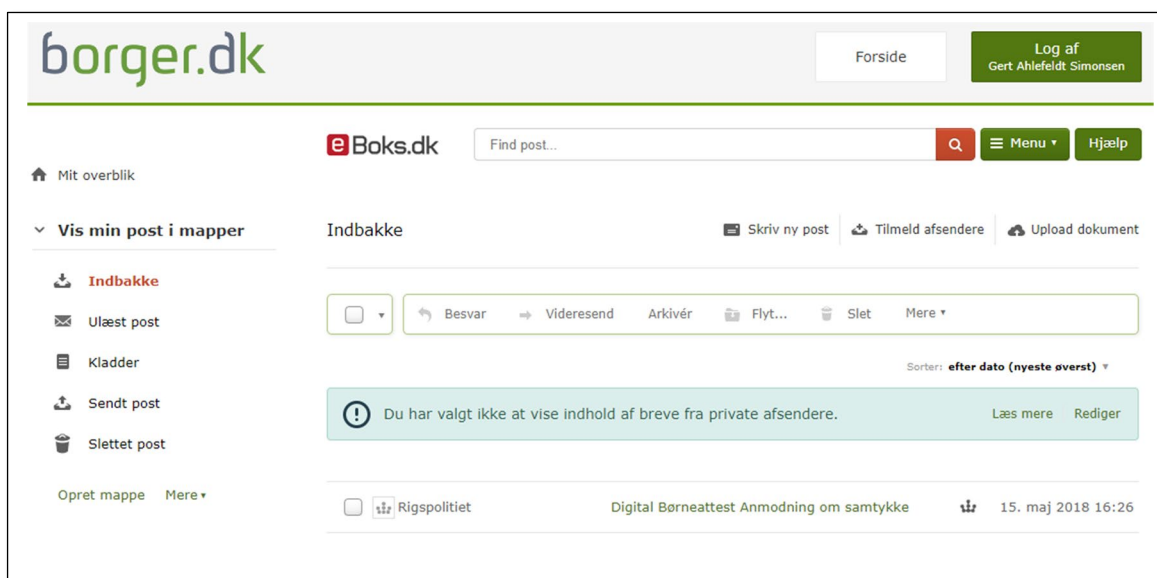 borger.dk
Forside
Log af
Gert Ahlefeldt Simonsen
e Boks.dk
Find post...
Menu
Hjælp
Mit overblik
Vis min post i mapper
Indbakke
Ulæst post
Kladder
Sendt post
Slettet post
Opret mappe Mere
Indbakke
Skriv ny post
Tilmeld afsendere
Upload dokument
Besvar
Videresend
Arkivér
Flyt...
Slet
Mere
Sorter: efter dato (nyeste øverst)
Du har valgt ikke at vise indhold af breve fra private afsendere.
Læs mere
Rediger
Rigspolitiet
Digital Børneattest Anmodning om samtykke
15. maj 2018 16:26